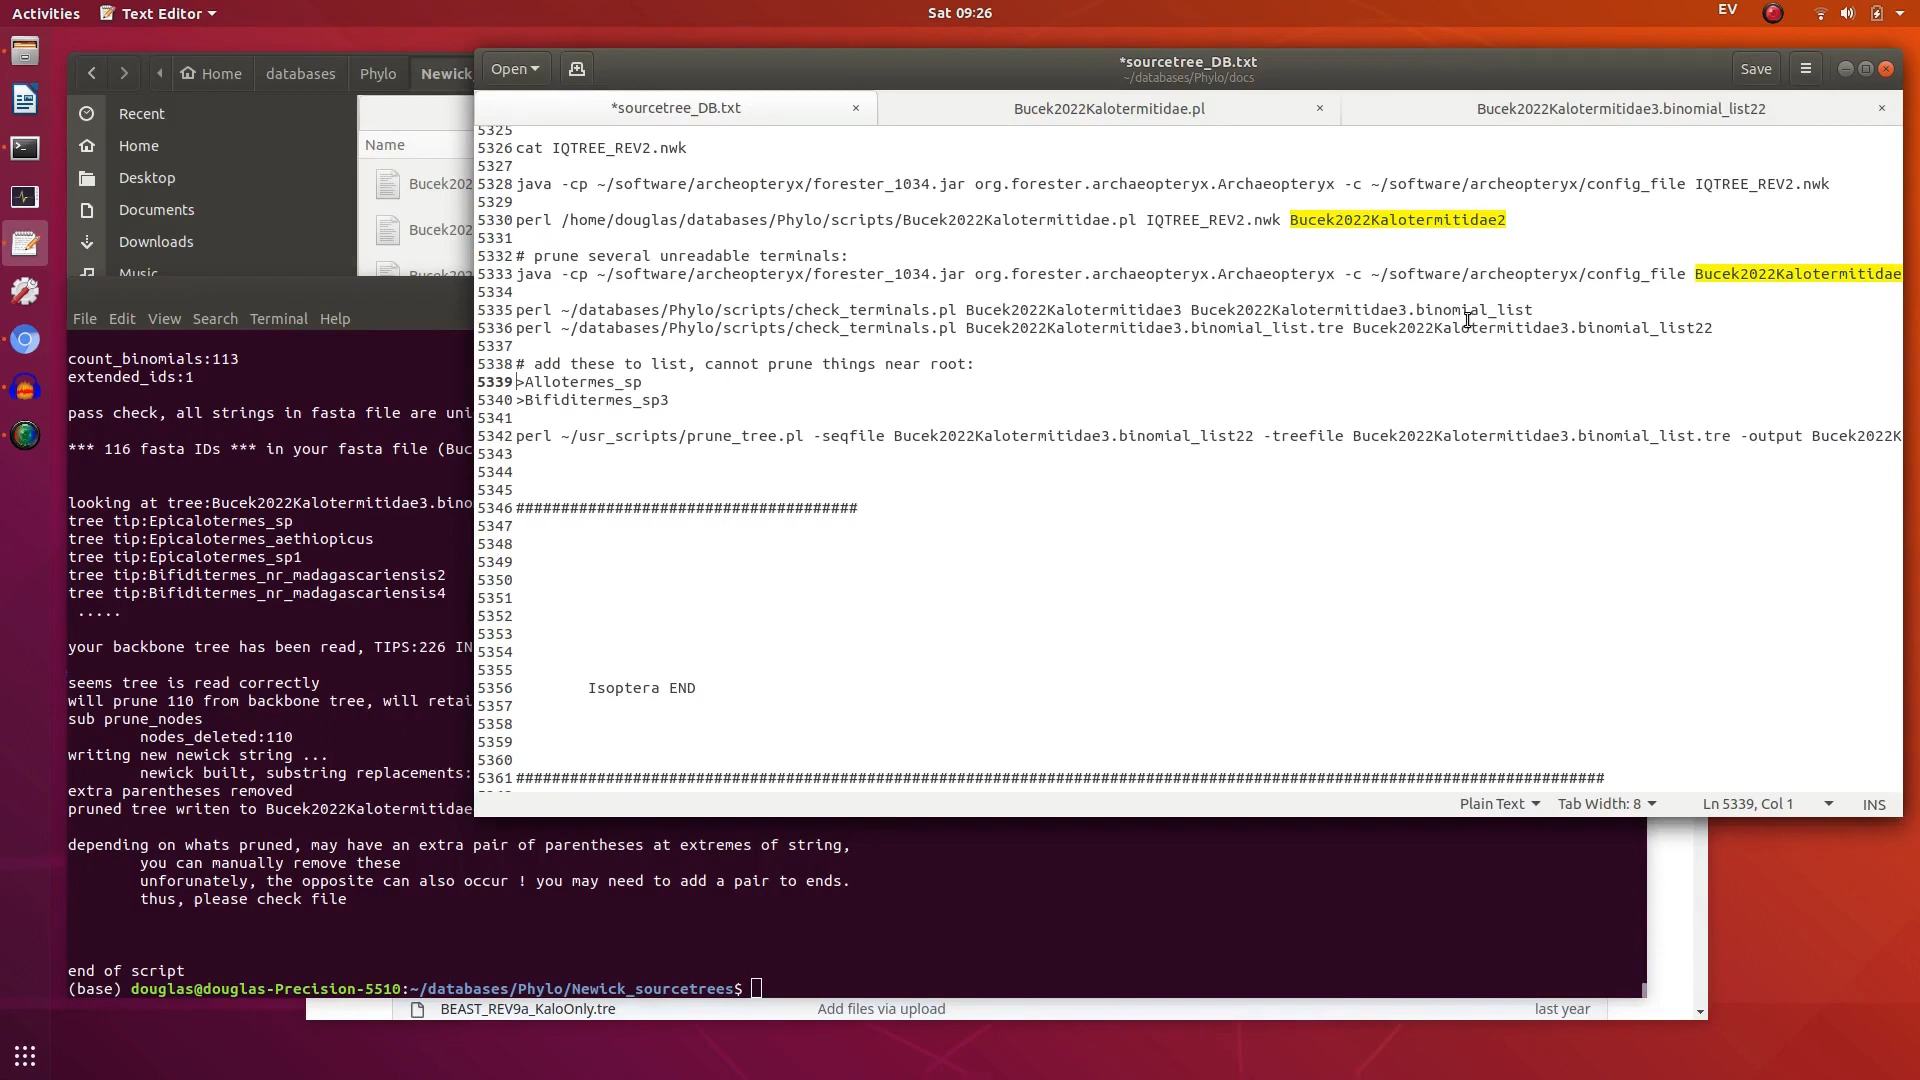 Activities
Text Editor
Sat 09:26
EV
Home
databases
Phylo
Newick
Recent
Home
Desktop
Documents
Downloads
Music
Name
Bucek202
Bucek202
Open
*sourcetree_DB.txt
~/databases/Phylo/docs
Save
*sourcetree_DB.txt
Bucek2022Kalotermitidae.pl
Bucek2022Kalotermitidae3.binomial_list22
5325
5326 cat IQTREE_REV2.nwk
5327
5328 java -cp ~/software/archeopteryx/forester_1034.jar org.forester.archaeopteryx.Archaeopteryx -c ~/software/archeopteryx/config_file IQTREE_REV2.nwk
5329
5330 perl /home/douglas/databases/Phylo/scripts/Bucek2022Kalotermitidae.pl IQTREE_REV2.nwk Bucek2022Kalotermitidae2
5331
5332 # prune several unreadable terminals:
5333 java -cp ~/software/archeopteryx/forester_1034.jar org.forester.archaeopteryx.Archaeopteryx -c ~/software/archeopteryx/config_file Bucek2022Kalotermitidae
5334
5335 perl ~/databases/Phylo/scripts/check_terminals.pl Bucek2022Kalotermitidae3 Bucek2022Kalotermitidae3.binomial_list
5336 perl ~/databases/Phylo/scripts/check_terminals.pl Bucek2022Kalotermitidae3.binomial_list.tre Bucek2022Kalotermitidae3.binomial_list22
5337
5338 # add these to list, cannot prune things near root:
5339 >Allotermes_sp
5340 >Bifiditermes_sp3
5341
5342 perl ~/usr_scripts/prune_tree.pl -seqfile Bucek2022Kalotermitidae3.binomial_list22 -treefile Bucek2022Kalotermitidae3.binomial_list.tre -output Bucek2022K
5343
5344
5345
5346 ######################################
5347
5348
5349
5350
5351
5352
5353
5354
5355
5356 Isoptera END
5357
5358
5359
5360
5361 #########################################################################################################################
Plain Text
Tab Width: 8
Ln 5339, Col 1
INS
File Edit View Search Terminal Help
count_binomials:113
extended_ids:1
pass check, all strings in fasta file are uni
*** 116 fasta IDs *** in your fasta file (Buc
looking at tree:Bucek2022Kalotermitidae3.bino
tree tip:Epicalotermes_sp
tree tip:Epicalotermes_aethiopicus
tree tip:Epicalotermes_sp1
tree tip:Bifiditermes_nr_madagascariensis2
tree tip:Bifiditermes_nr_madagascariensis4
.....
your backbone tree has been read, TIPS:226 IN
seems tree is read correctly
will prune 110 from backbone tree, will retai
sub prune_nodes
nodes_deleted:110
writing new newick string ...
newick built, substring replacements:
extra parentheses removed
pruned tree writen to Bucek2022Kalotermitidae
depending on whats pruned, may have an extra pair of parentheses at extremes of string,
you can manually remove these
unforunately, the opposite can also occur ! you may need to add a pair to ends.
thus, please check file
end of script
(base) douglas@douglas-Precision-5510:~/databases/Phylo/Newick_sourcetrees$
BEAST_REV9a_KaloOnly.tre
Add files via upload
last year